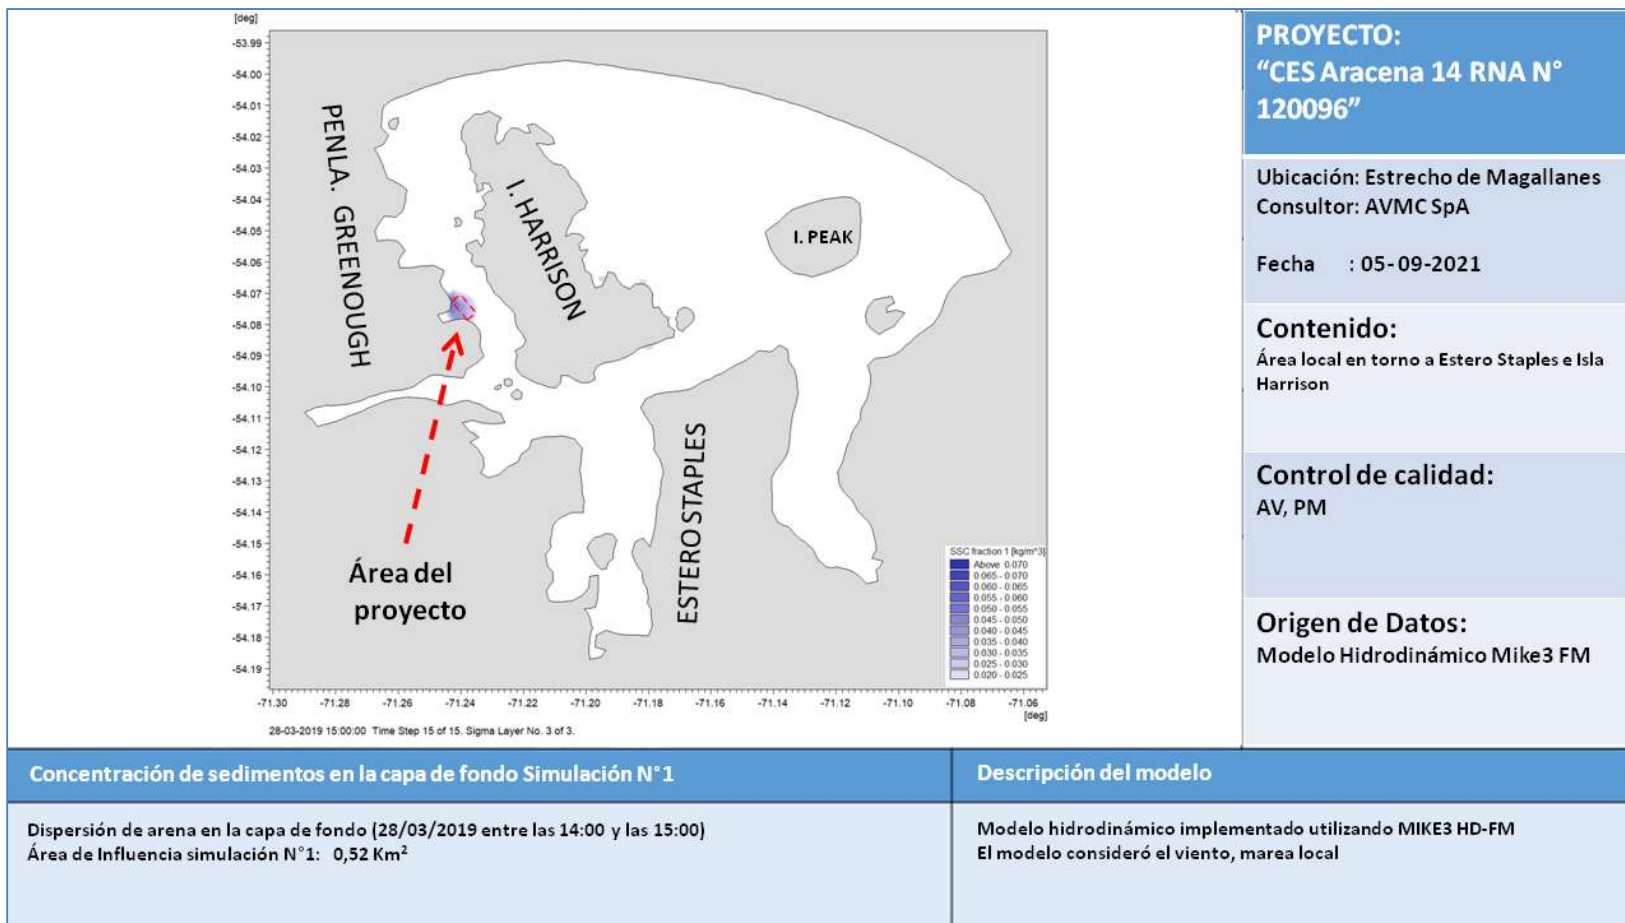 [deg]
-53.99
-54.00
-54.01
-54.02
-54.03
-54.04
-54.05
-54.06
-54.07
-54.08
-54.09
-54.10
-54.11
-54.12
-54.13
-54.14
-54.15
-54.16
-54.17
-54.18
-54.19
PENLA. GREENOUGH
I. HARRISON
I. PEAK
ESTERO STAPLES
Área del
proyecto
SSC fraction 1 [kg/m^3]
Above 0.070
0.065 - 0.070
0.060 - 0.065
0.055 - 0.060
0.050 - 0.055
0.045 - 0.050
0.040 - 0.045
0.035 - 0.040
0.030 - 0.035
0.025 - 0.030
0.020 - 0.025
-71.30 -71.28 -71.26 -71.24 -71.22 -71.20 -71.18 -71.16 -71.14 -71.12 -71.10 -71.08 -71.06
[deg]
28-03-2019 15:00:00 Time Step 15 of 15. Sigma Layer No. 3 of 3.
PROYECTO:
“CES Aracena 14 RNA N°
120096”
Ubicación: Estrecho de Magallanes
Consultor: AVMC SpA
Fecha : 05-09-2021
Contenido:
Área local en torno a Estero Staples e Isla
Harrison
Control de calidad:
AV, PM
Origen de Datos:
Modelo Hidrodinámico Mike3 FM
Concentración de sedimentos en la capa de fondo Simulación N°1
Dispersión de arena en la capa de fondo (28/03/2019 entre las 14:00 y las 15:00)
Área de Influencia simulación N°1: 0,52 Km²
Descripción del modelo
Modelo hidrodinámico implementado utilizando MIKE3 HD-FM
El modelo consideró el viento, marea local